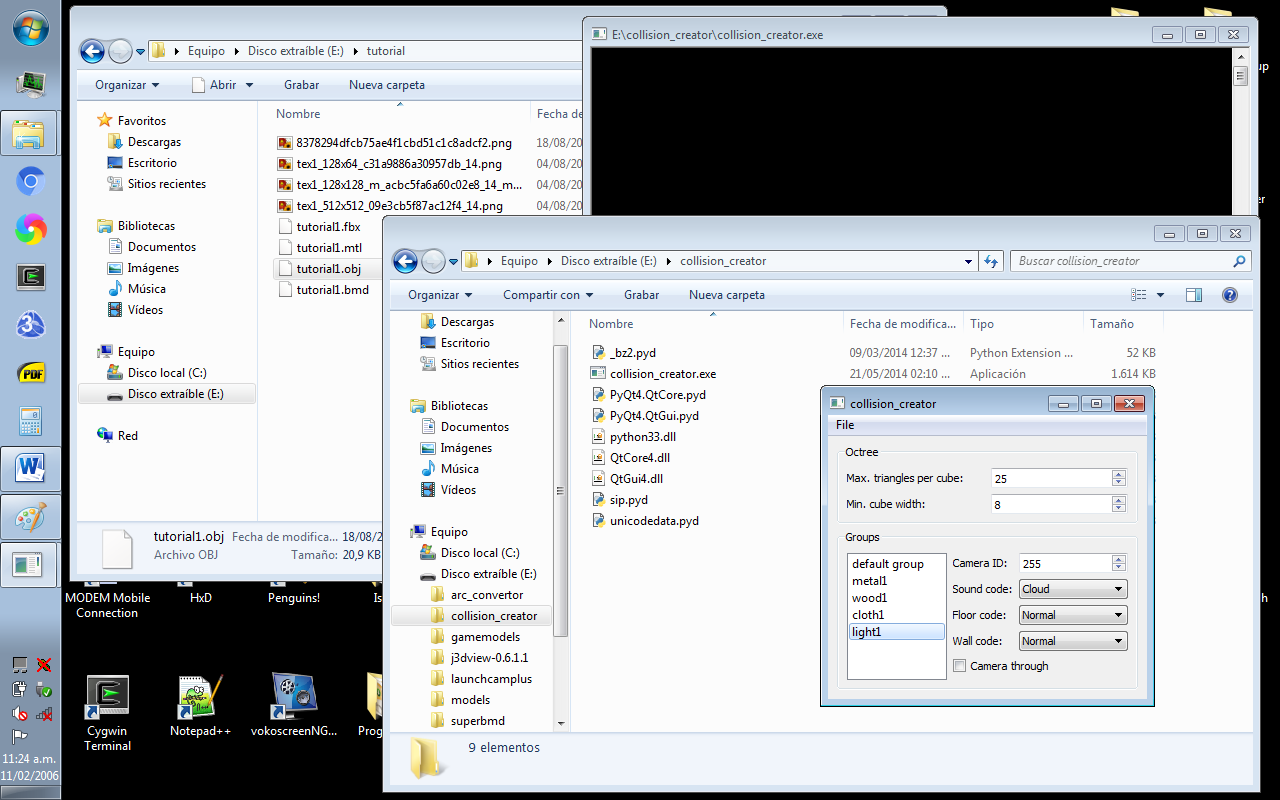 Equipo Disco extraíble (E:) tutorial
Organizar Abrir Grabar Nueva carpeta
Favoritos
Descargas
Escritorio
Sitios recientes
Bibliotecas
Documentos
Imágenes
Música
Vídeos
Equipo
Disco local (C:)
Disco extraíble (E:)
Red
Nombre Fecha de
8378294dfcb75ae4f1cbd51c1c8adcf2.png 18/08/20
tex1_128x64_c31a9886a30957db_14.png 04/08/20
tex1_128x128_m_acbc5fa6a60c02e8_14_m... 04/08/20
tex1_512x512_09e3cb5f87ac12f4_14.png 04/08/20
tutorial1.fbx
tutorial1.mtl
tutorial1.obj
tutorial1.bmd
tutorial1.obj Fecha de modifica... 18/08/2
Archivo OBJ Tamaño: 20,9 KB
E:\collision_creator\collision_creator.exe
Equipo Disco extraíble (E:) collision_creator
Buscar collision_creator
Organizar Compartir con Grabar Nueva carpeta
Descargas
Escritorio
Sitios recientes
Bibliotecas
Documentos
Imágenes
Música
Vídeos
Equipo
Disco local (C:)
Disco extraíble (E:)
arc_convertor
collision_creator
gamemodels
j3dview-0.6.1.1
launchcamplus
models
superbmd
Nombre Fecha de modifica... Tipo Tamaño
_bz2.pyd 09/03/2014 12:37 ... Python Extension ... 52 KB
collision_creator.exe 21/05/2014 02:10 ... Aplicación 1.614 KB
PyQt4.QtCore.pyd
PyQt4.QtGui.pyd
python33.dll
QtCore4.dll
QtGui4.dll
sip.pyd
unicodedata.pyd
9 elementos
collision_creator
File
Octree
Max. triangles per cube: 25
Min. cube width: 8
Groups
default group
metal1
wood1
cloth1
light1
Camera ID: 255
Sound code: Cloud
Floor code: Normal
Wall code: Normal
Camera through
MODEM Mobile
Connection
HxD
Penguins!
Is
Cygwin
Terminal
Notepad++
vokoscreenNG...
Prog
up
er
h
PDF
11:24 a.m.
11/02/2006